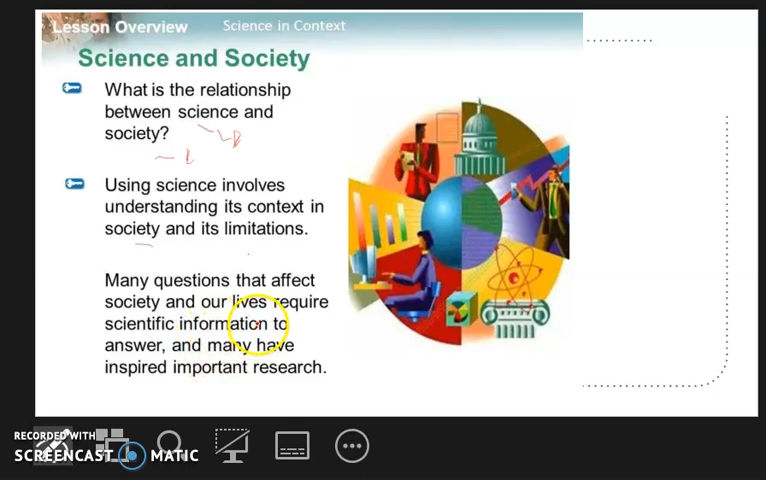 Lesson Overview Science in Context
Science and Society
What is the relationship
between science and
society?
Using science involves
understanding its context in
society and its limitations.
Many questions that affect
society and our lives require
scientific information to
answer, and many have
inspired important research.
RECORDED WITH
SCREENCAST MATIC